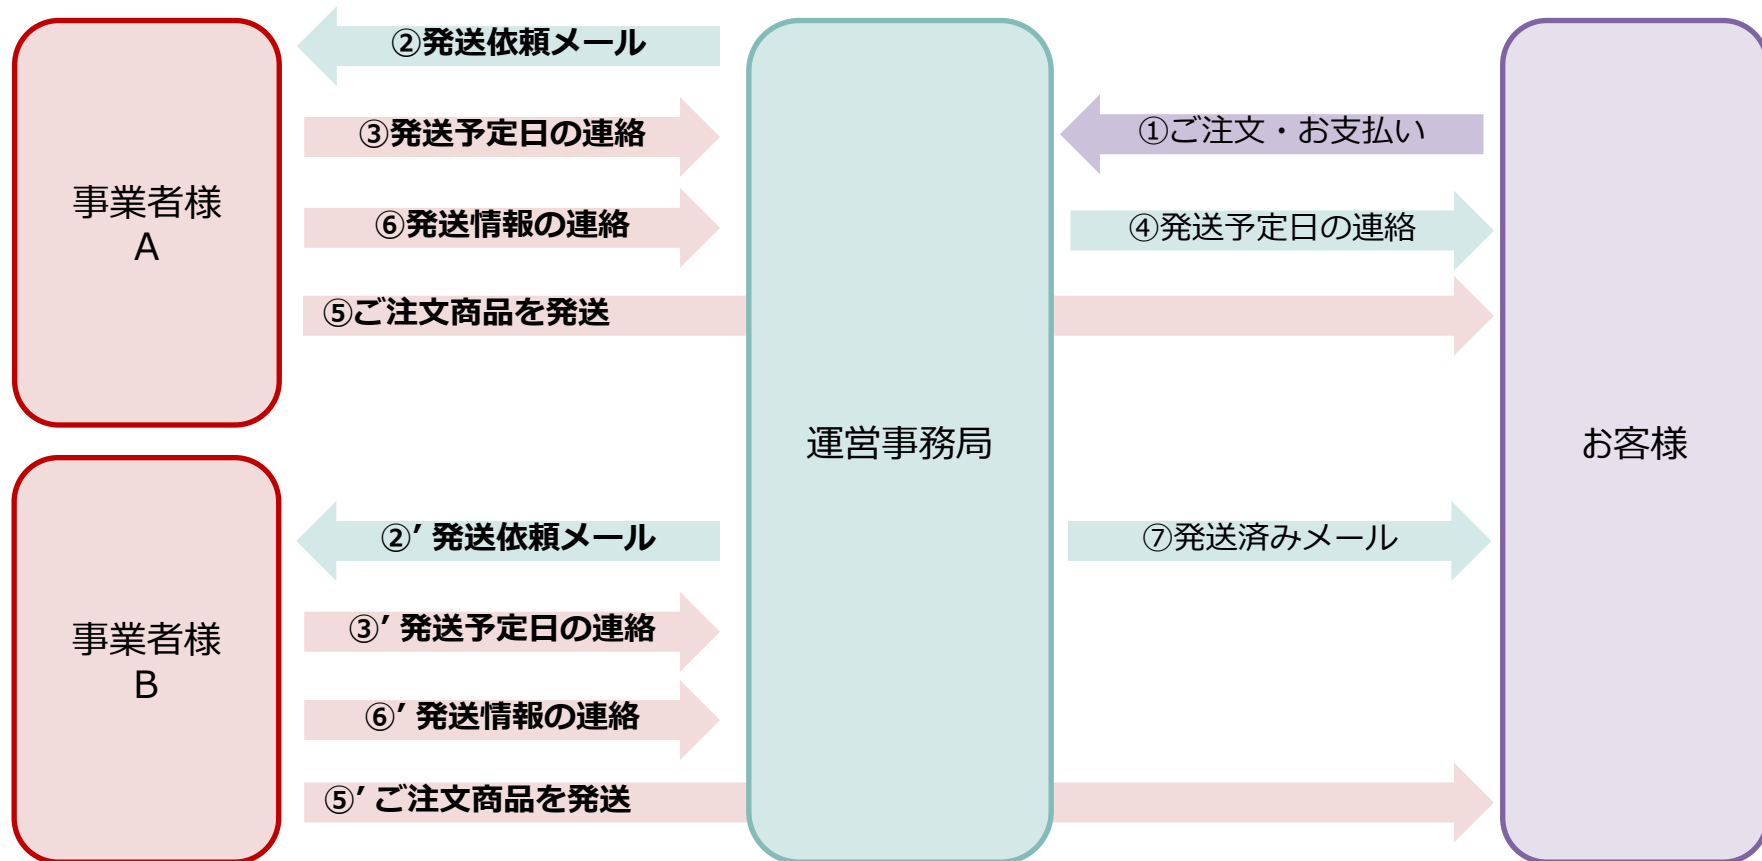 ②発送依頼メール
③発送予定日の連絡
⑥発送情報の連絡
⑤ご注文商品を発送
事業者様
A
①ご注文・お支払い
④発送予定日の連絡
運営事務局
お客様
②’ 発送依頼メール
③’ 発送予定日の連絡
⑥’ 発送情報の連絡
⑤’ ご注文商品を発送
事業者様
B
⑦発送済みメール